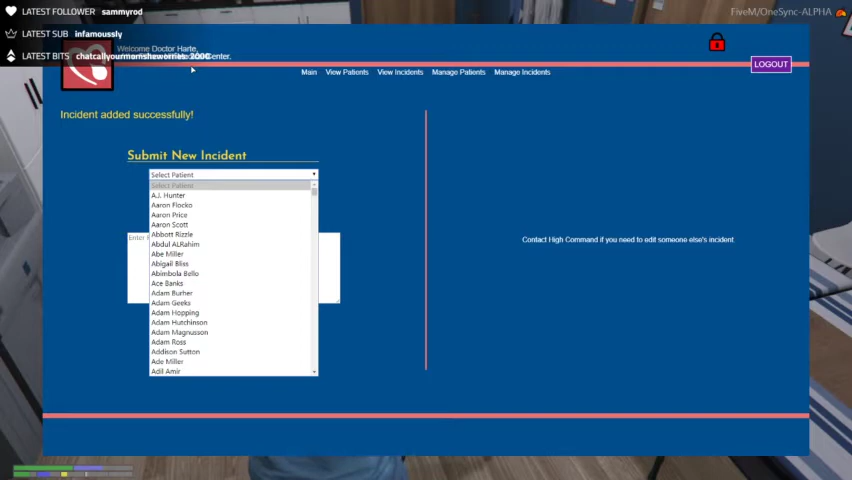 LATEST FOLLOWER sammyrod
FiveM/OneSync-ALPHA
LATEST SUB infamously
Welcome Doctor Harte,
LATEST BITS
Center.
LOGOUT
Main View Patients View Incidents Manage Patients Manage Incidents
Incident added successfully!
Submit New Incident
Select Patient
Select Patient
A.J. Hunter
Aaron Flocko
Aaron Price
Aaron Scott
Abbott Rizzle
Abdul ALRahim
Abe Miller
Abigail Bliss
Abimbola Bello
Ace Banks
Adam Burher
Adam Geeks
Adam Hopping
Adam Hutchinson
Adam Magnusson
Adam Ross
Addison Sutton
Ade Miller
Adil Amir
Enter
Contact High Command if you need to edit someone else's incident.